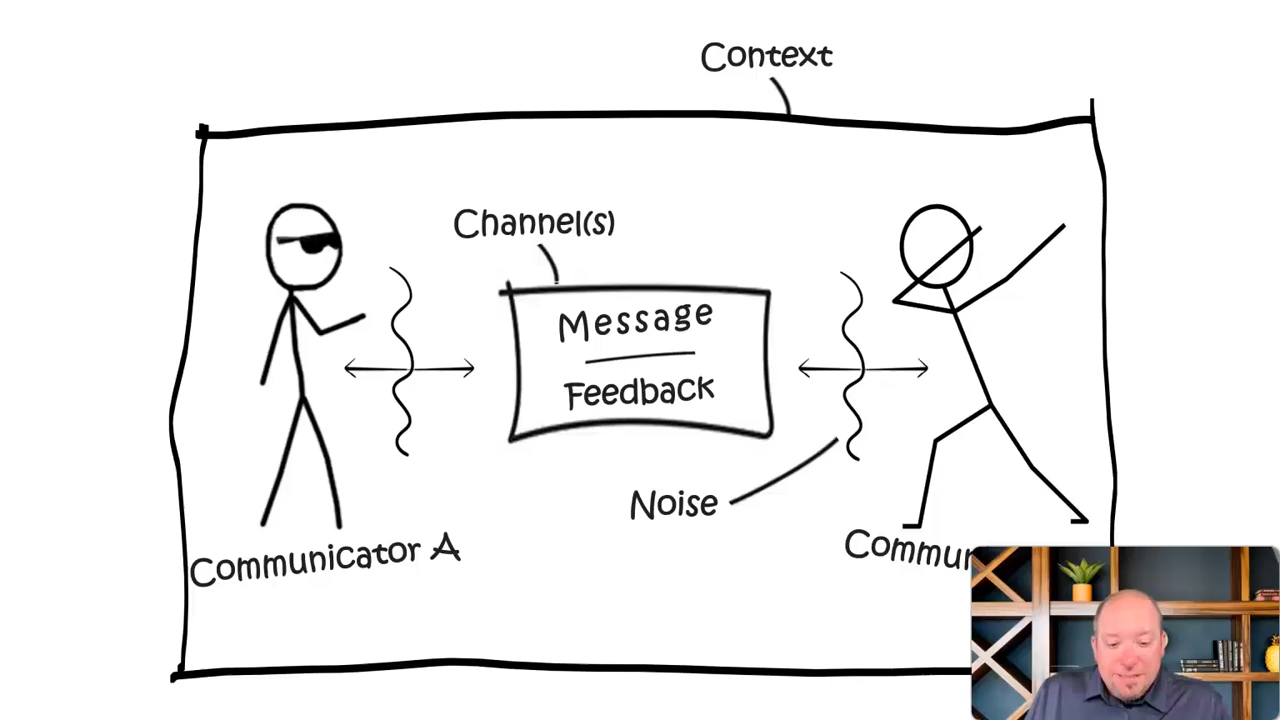 Context
Channel(s)
Message
Feedback
Noise
Communicator A